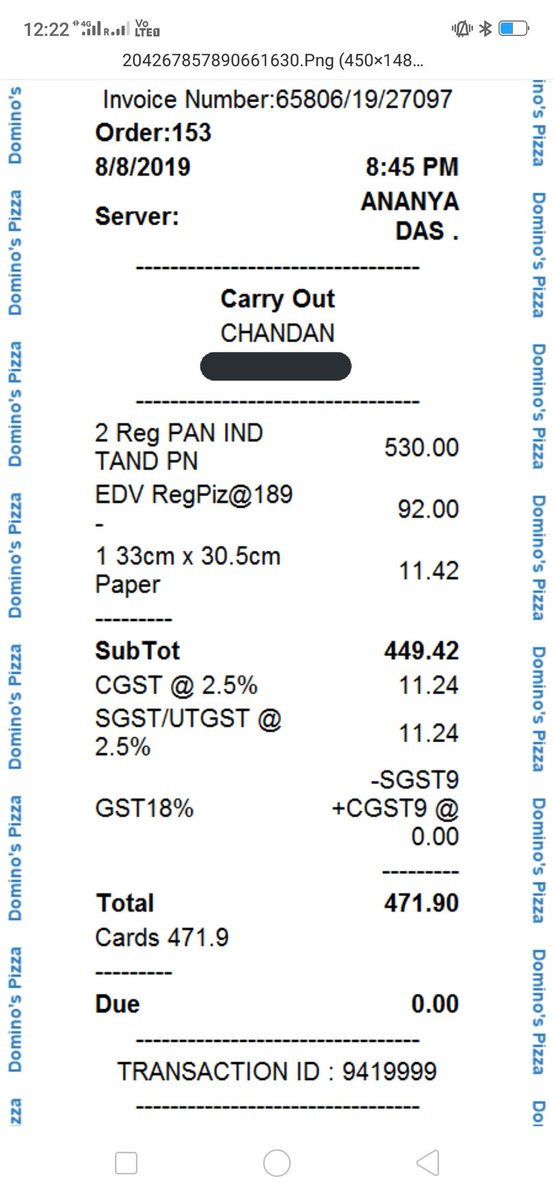 12:22 4G R Vo LTE
204267857890661630.Png (450×148...
Invoice Number:65806/19/27097
Order:153
8/8/2019 8:45 PM
Server: ANANYA
DAS .
---------------------------------
Carry Out
CHANDAN
---------------------------------
2 Reg PAN IND
TAND PN 530.00
EDV RegPiz@189
- 92.00
1 33cm x 30.5cm
Paper 11.42
---------
SubTot 449.42
CGST @ 2.5% 11.24
SGST/UTGST @
2.5% 11.24
GST18% -SGST9
+CGST9 @
0.00
---------
Total 471.90
Cards 471.9
---------
Due 0.00
---------------------------------
TRANSACTION ID : 9419999
---------------------------------
Domino's
Domino's Pizza
Domino's Pizza
Domino's Pizza
Domino's Pizza
Domino's Pizza
Domino's Pizza
zza
ino's Pizza
Domino's Pizza
Domino's Pizza
Domino's Pizza
Domino's Pizza
Domino's Pizza
Domino's Pizza
Doi